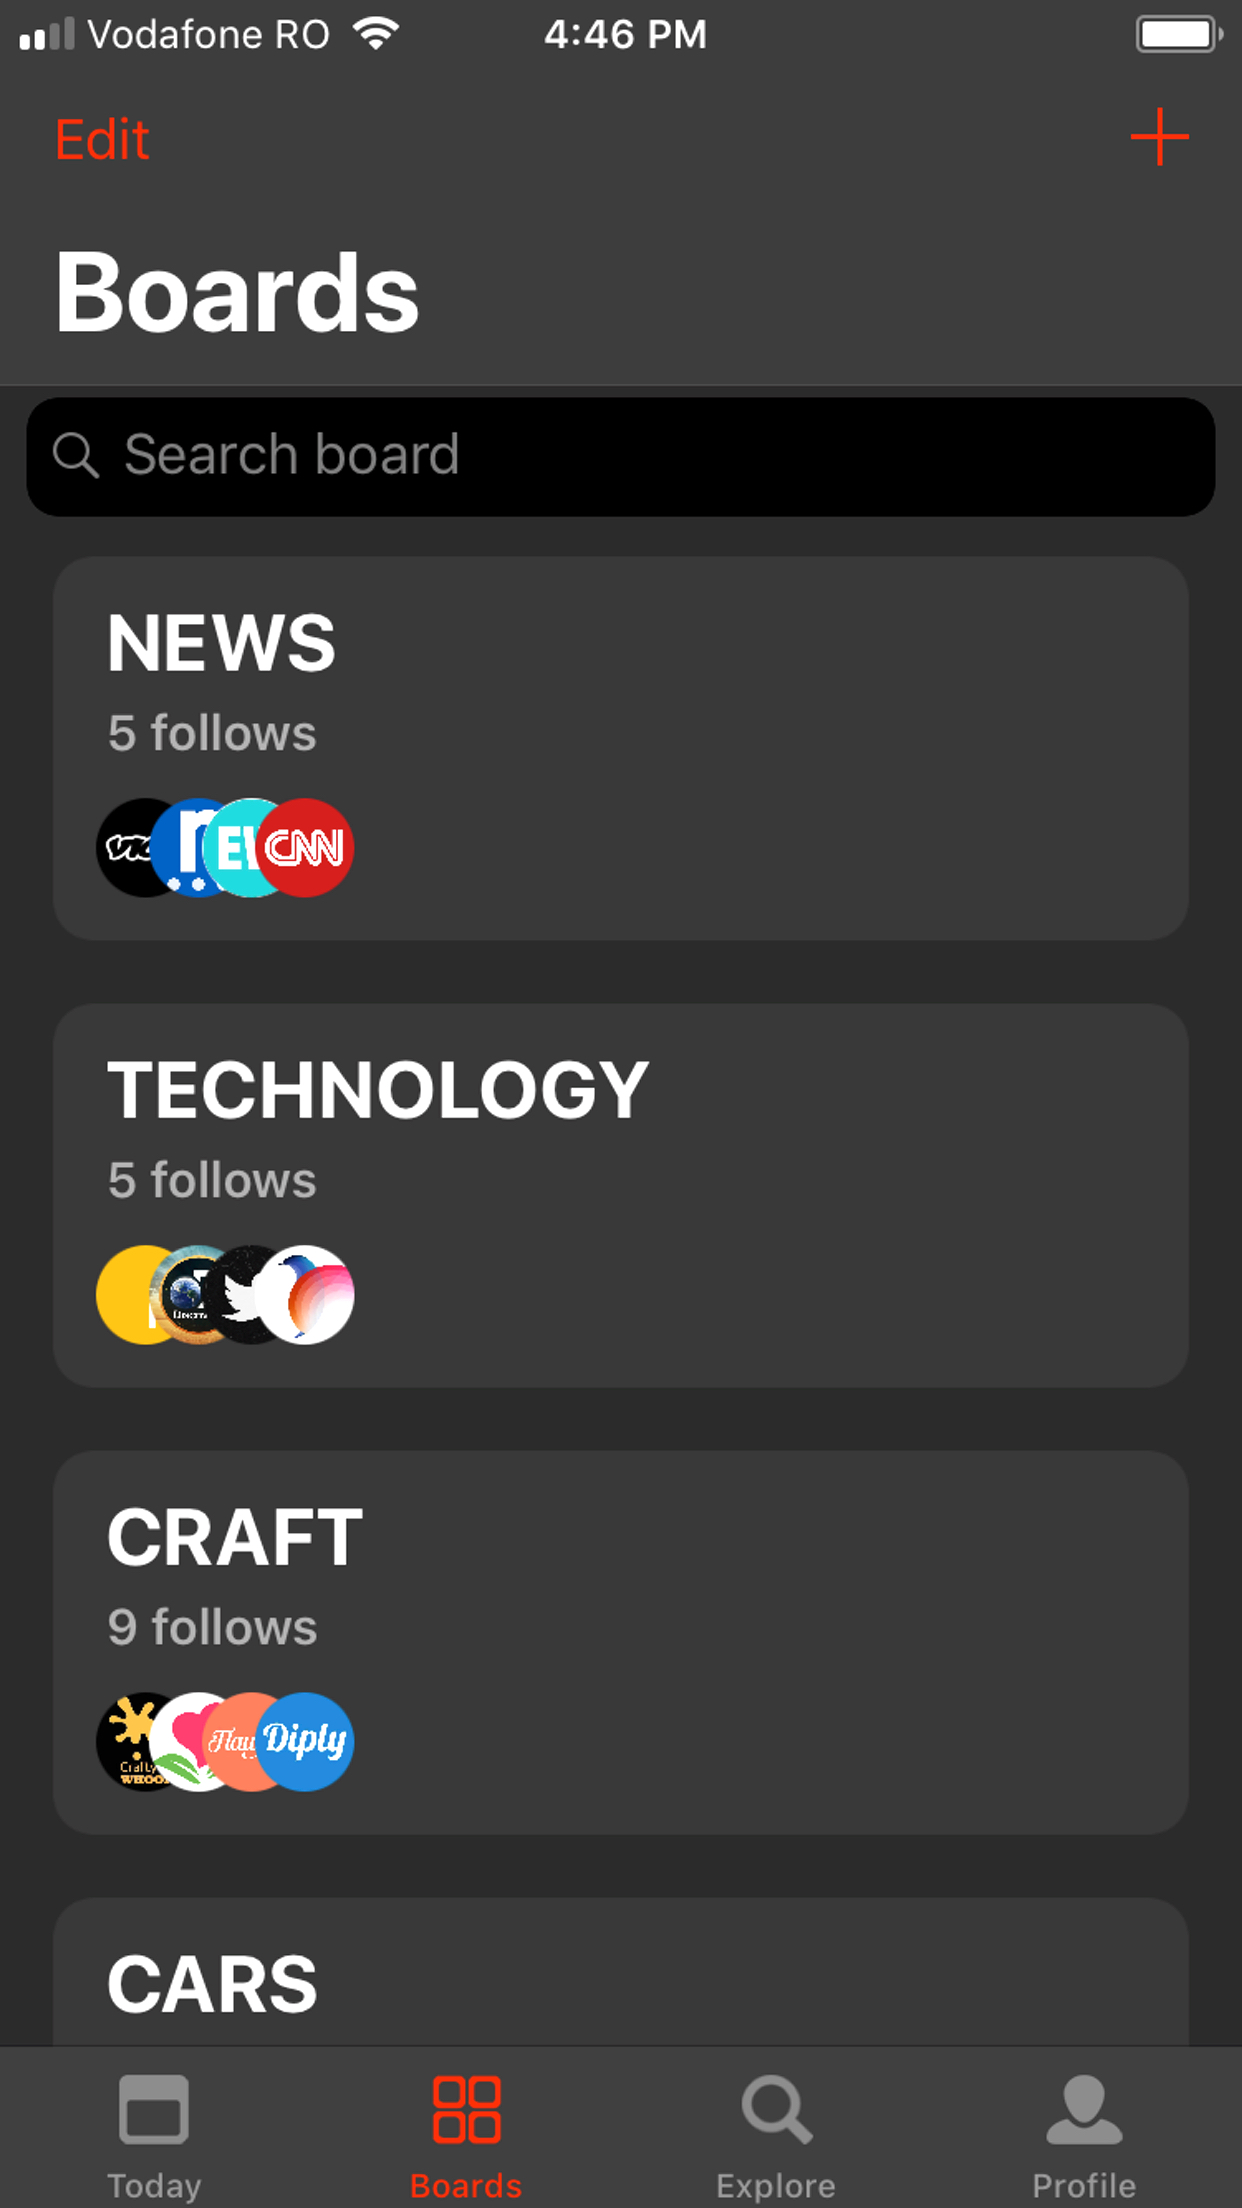 Vodafone RO 4:46 PM
Edit
Boards
Search board
NEWS
5 follows
CNN
TECHNOLOGY
5 follows
CRAFT
9 follows
Crafty Diply
CARS
Today Boards Explore Profile